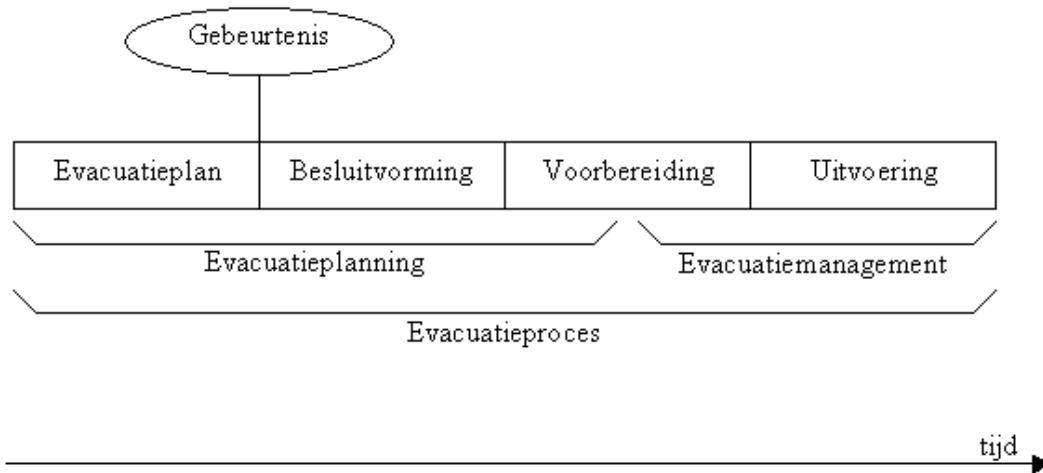 Gebeurtenis
Evacuatieplan Besluitvorming Voorbereiding Uitvoering
Evacuatieplanning Evacuatiemanagement
Evacuatieproces
tijd